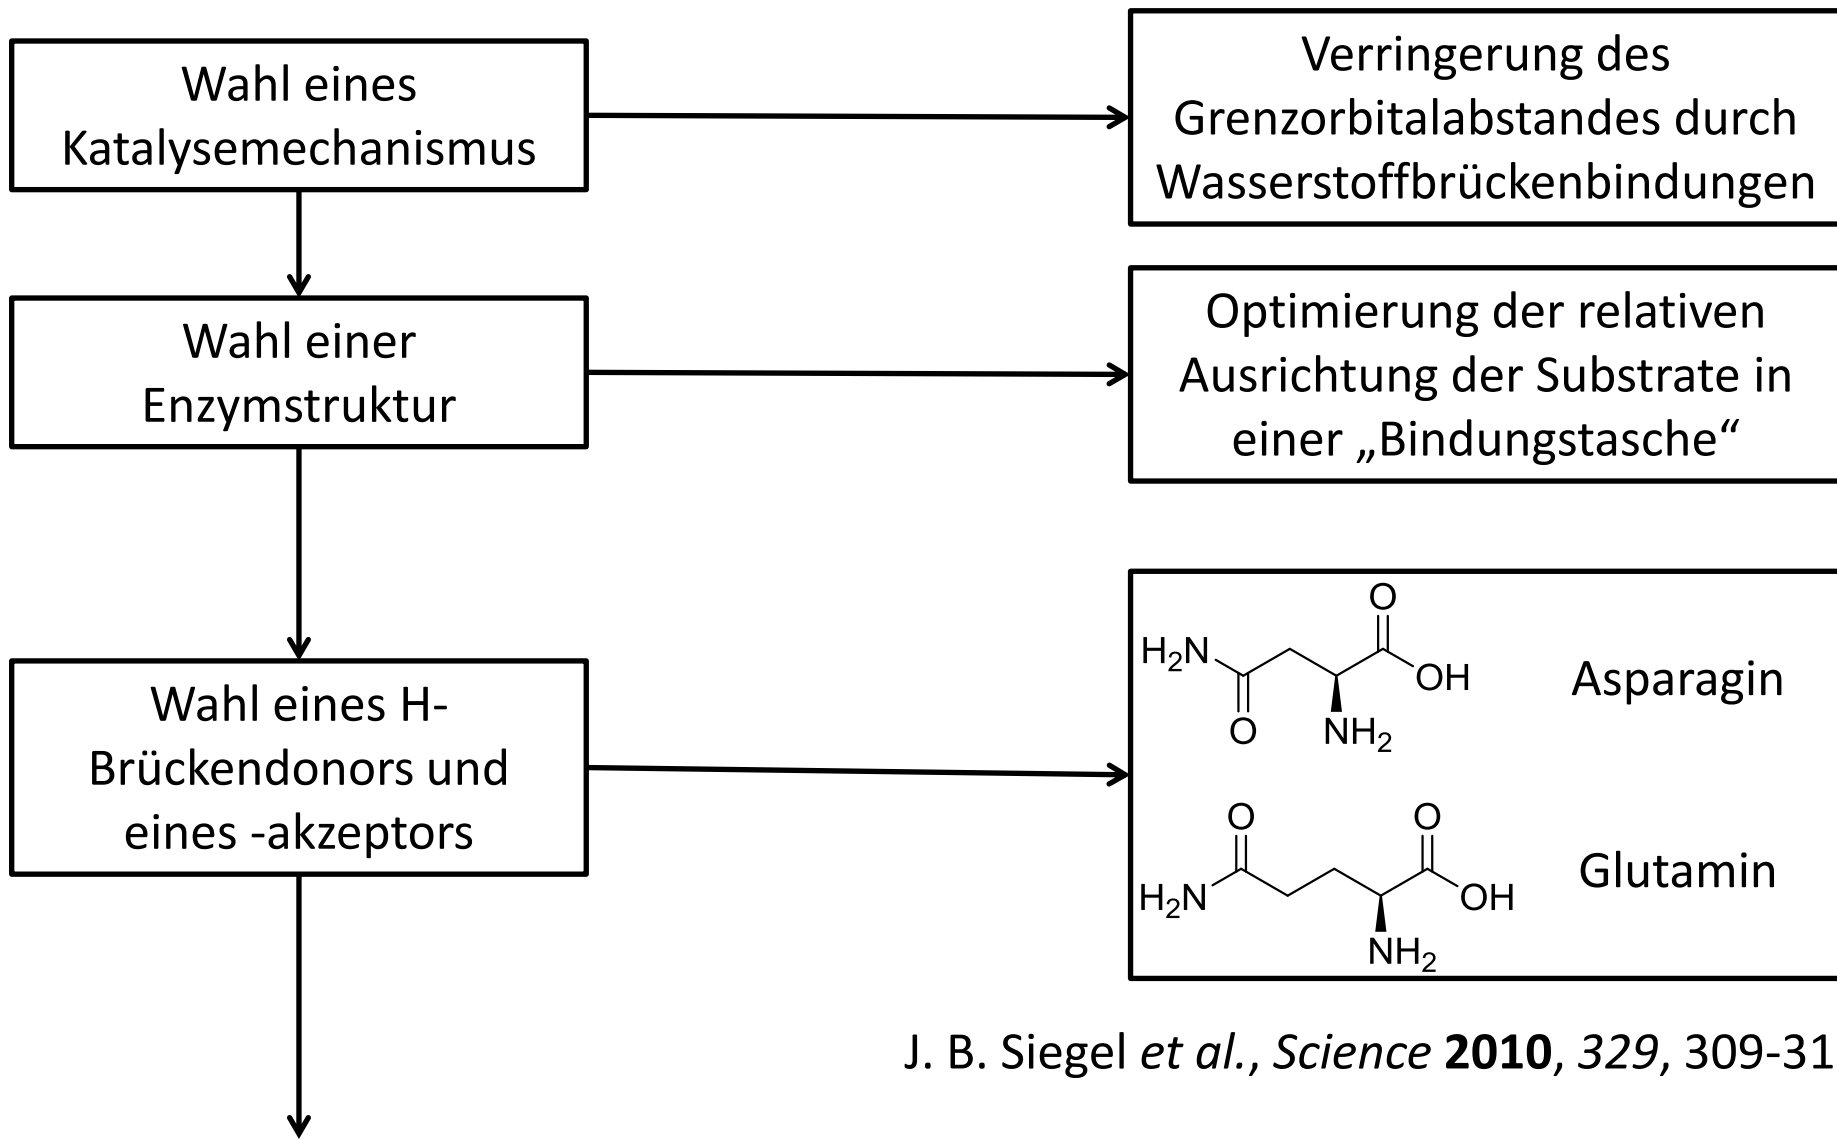 Wahl eines
Katalysemechanismus
Verringerung des
Grenzorbitalabstandes durch
Wasserstoffbrückenbindungen
Wahl einer
Enzymstruktur
Optimierung der relativen
Ausrichtung der Substrate in
einer „Bindungstasche“
Wahl eines H-
Brückendonors und
eines -akzeptors
O
H₂N
OH
O
NH₂
Asparagin
O
O
H₂N
OH
NH₂
Glutamin
J. B. Siegel et al., Science 2010, 329, 309-31